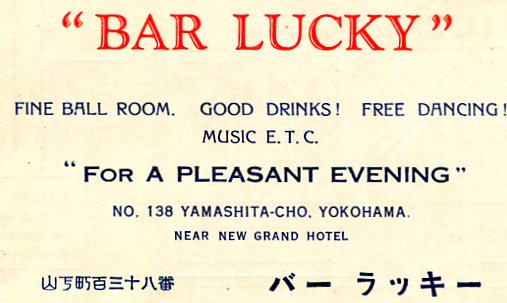 “BAR LUCKY”
FINE BALL ROOM. GOOD DRINKS! FREE DANCING!
MUSIC E.T.C.
“FOR A PLEASANT EVENING”
NO. 138 YAMASHITA-CHO, YOKOHAMA.
NEAR NEW GRAND HOTEL
山下町百三十八番 バー ラッキー